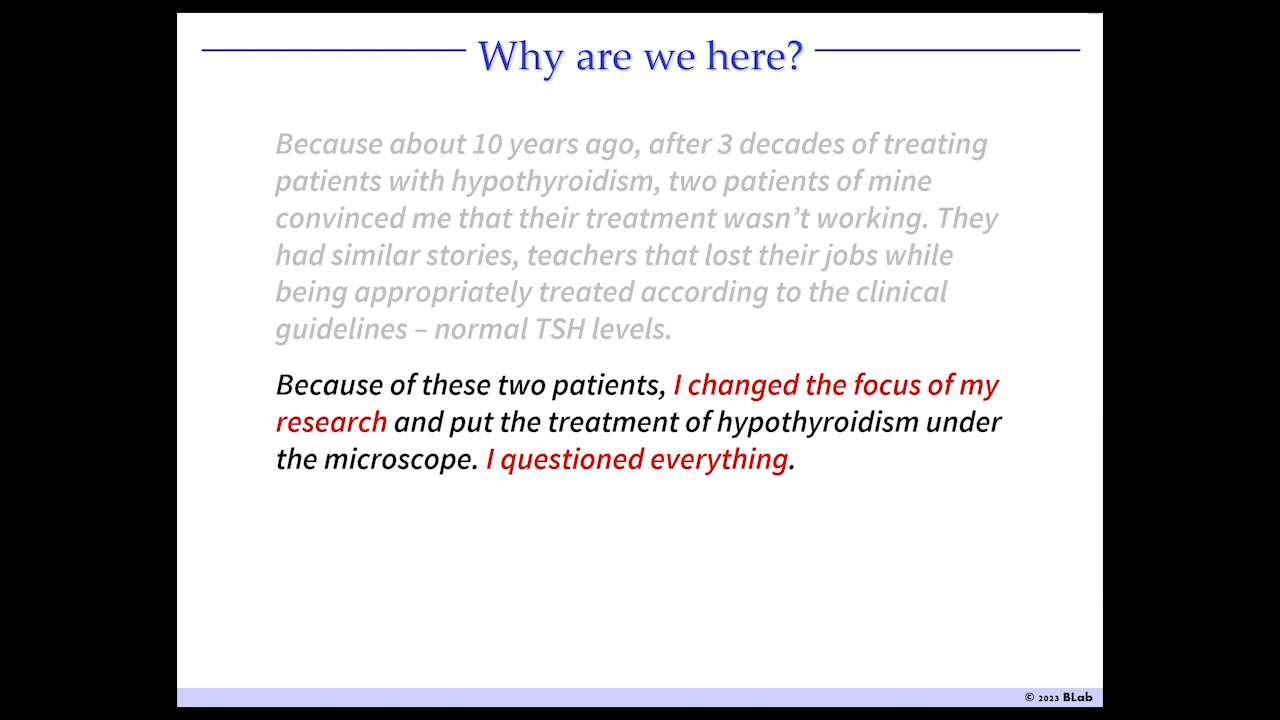 Why are we here?
Because about 10 years ago, after 3 decades of treating
patients with hypothyroidism, two patients of mine
convinced me that their treatment wasn’t working. They
had similar stories, teachers that lost their jobs while
being appropriately treated according to the clinical
guidelines – normal TSH levels.
Because of these two patients, I changed the focus of my
research and put the treatment of hypothyroidism under
the microscope. I questioned everything.
© 2023 BLab